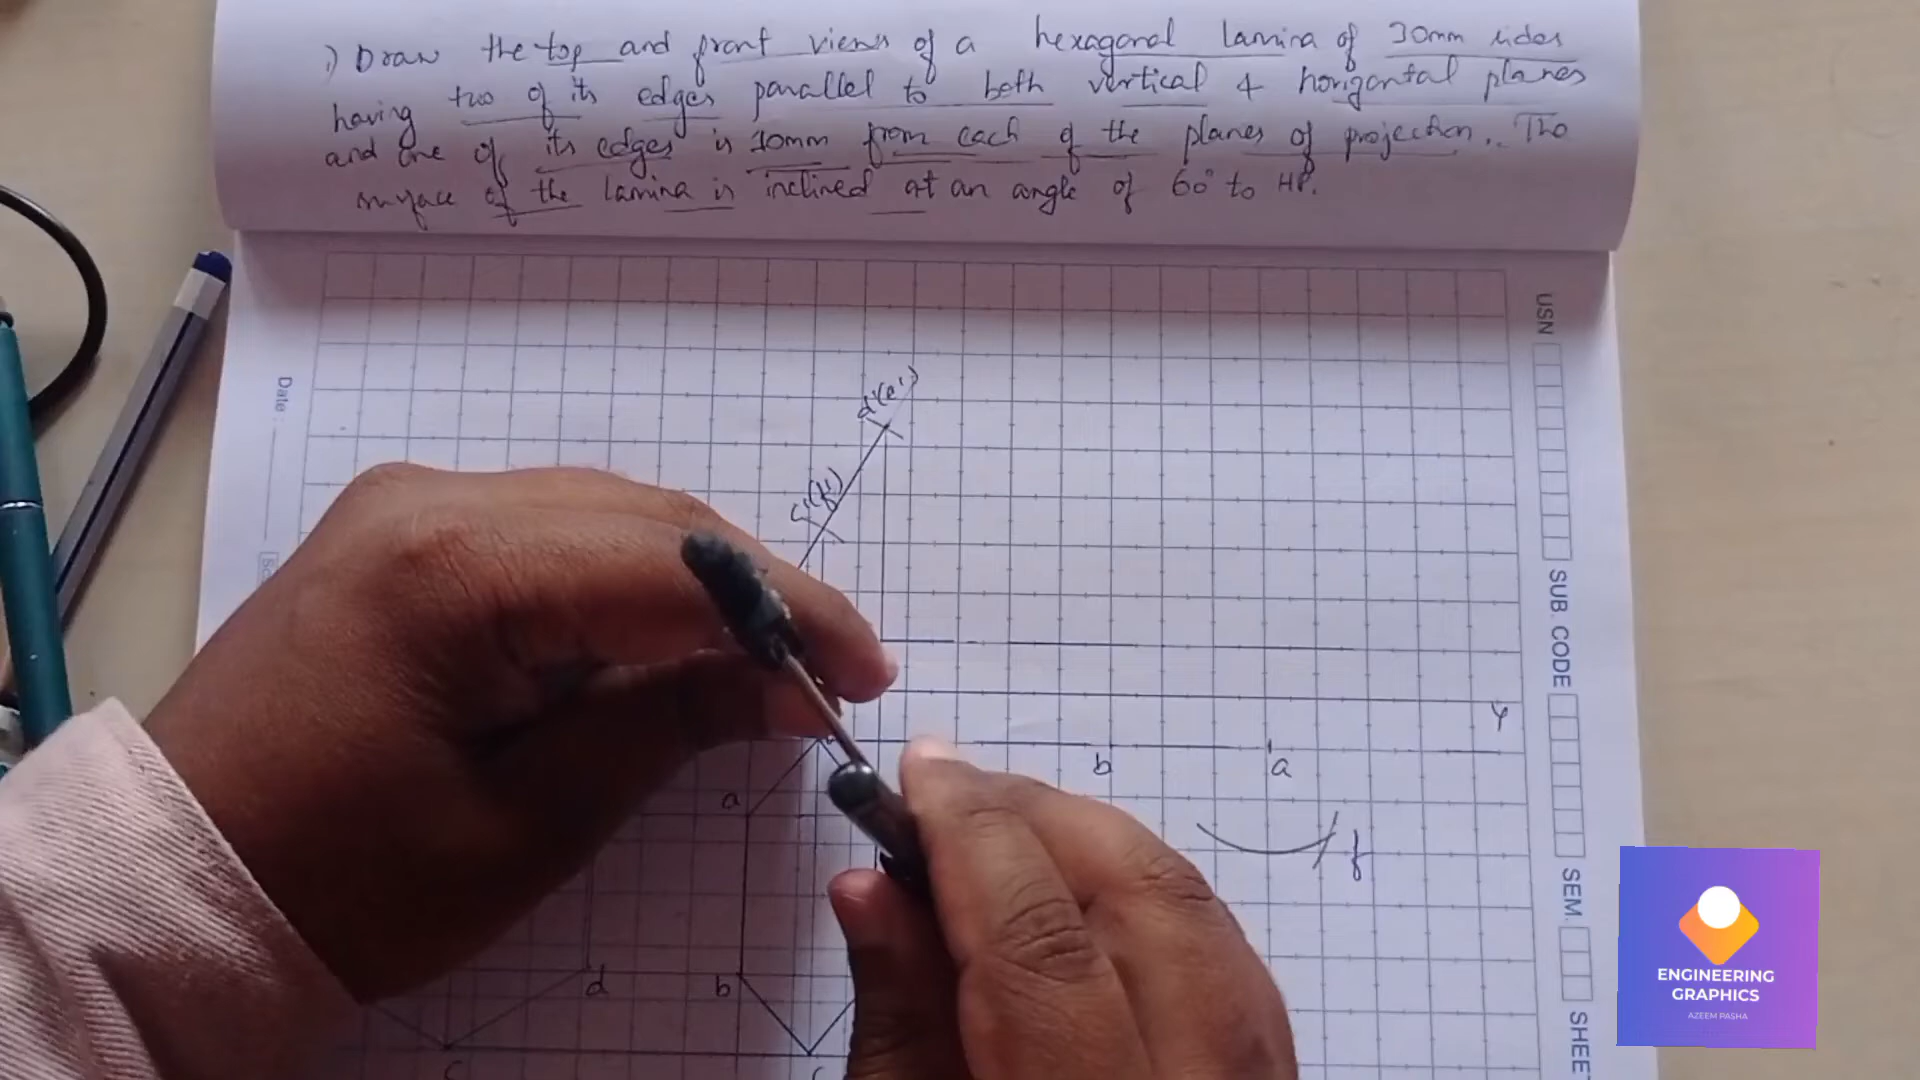 1) Draw the top and front views of a hexagonal lamina of 30mm sides
having two of its edges parallel to both vertical & horizontal planes
and one of its edges is 10mm from each of the planes of projection. The
surface of the lamina is inclined at an angle of 60° to HP.
USN
Date :
d'(e')
c'(f')
SUB. CODE
Y
b
a
a
f
SEM.
d
b
c
c
SHEET
ENGINEERING
GRAPHICS
AZEEM PASHA